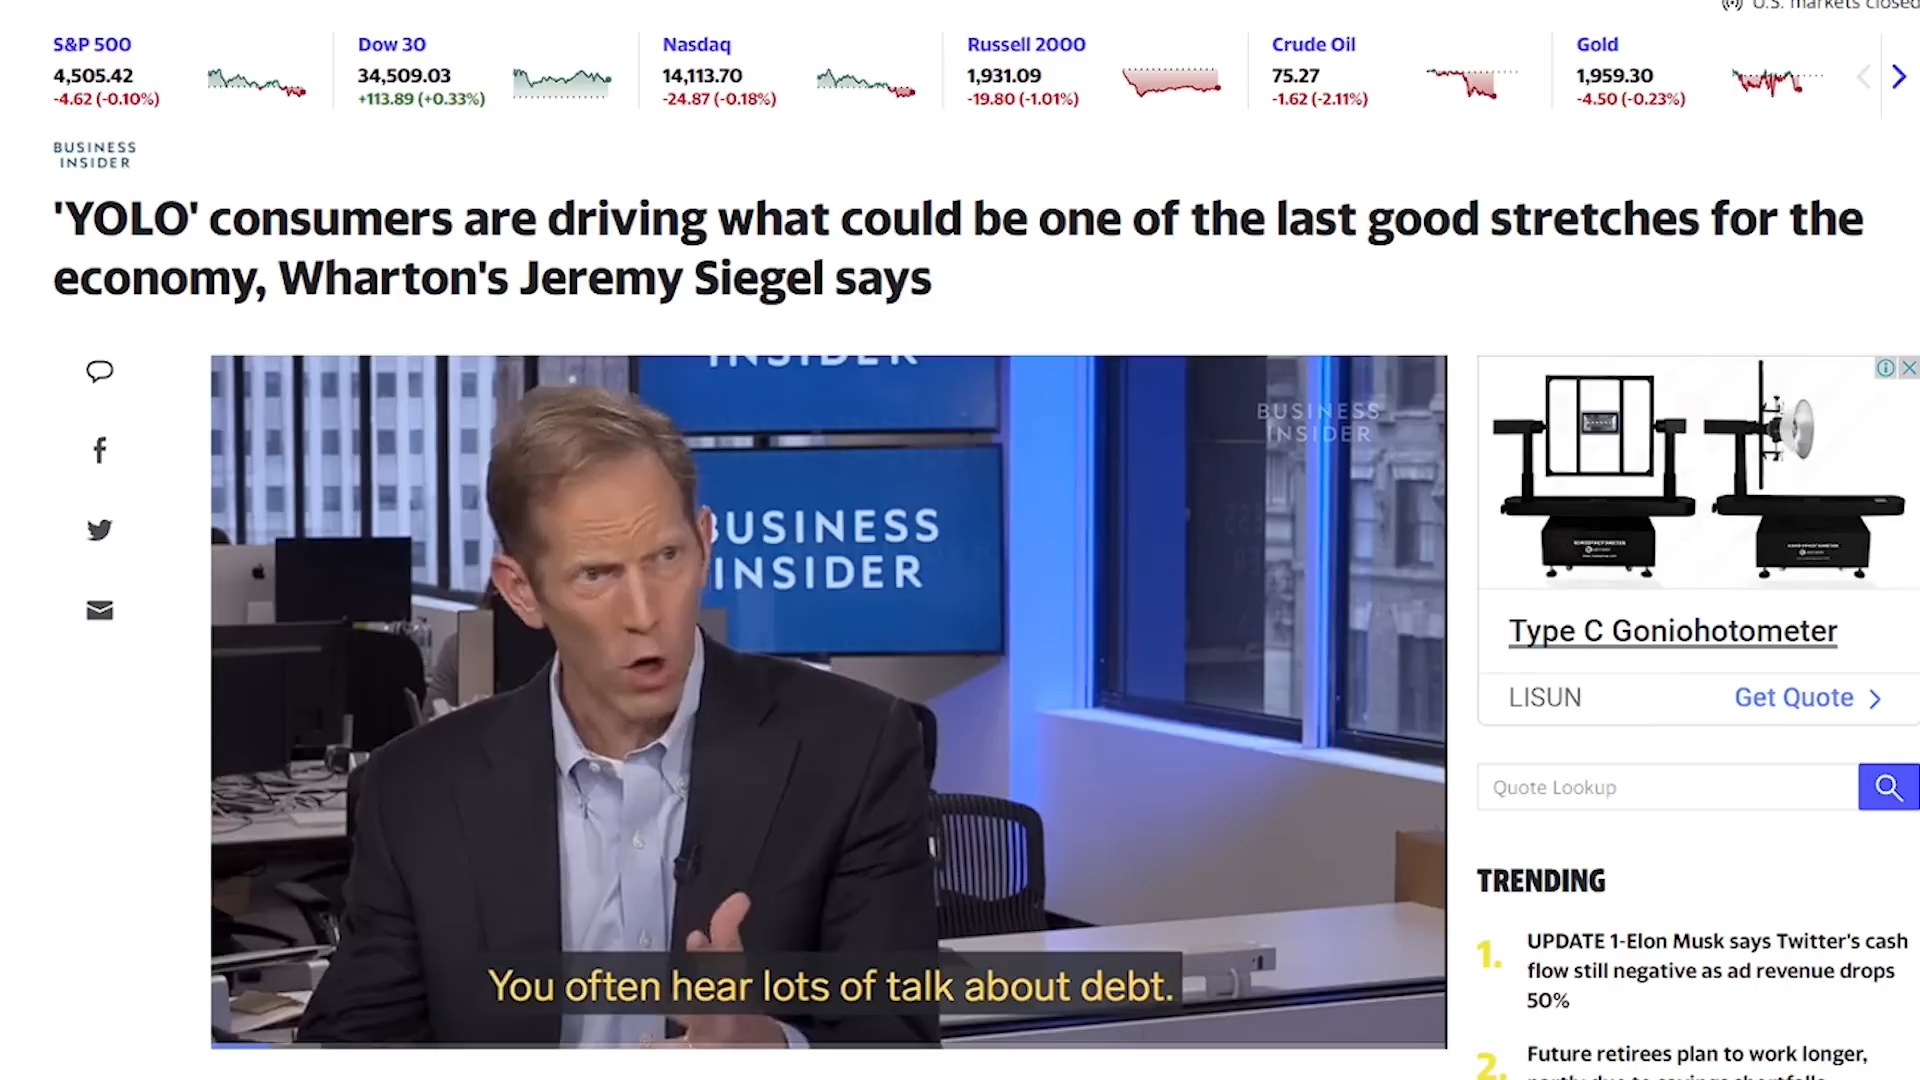 U.S. markets closed
S&P 500
4,505.42
-4.62 (-0.10%)
Dow 30
34,509.03
+113.89 (+0.33%)
Nasdaq
14,113.70
-24.87 (-0.18%)
Russell 2000
1,931.09
-19.80 (-1.01%)
Crude Oil
75.27
-1.62 (-2.11%)
Gold
1,959.30
-4.50 (-0.23%)
BUSINESS
INSIDER
'YOLO' consumers are driving what could be one of the last good stretches for the
economy, Wharton's Jeremy Siegel says
INSIDER
BUSINESS
INSIDER
BUSINESS
INSIDER
You often hear lots of talk about debt.
Type C Goniohotometer
LISUN
Get Quote
Quote Lookup
TRENDING
1. UPDATE 1-Elon Musk says Twitter's cash
flow still negative as ad revenue drops
50%
2. Future retirees plan to work longer,